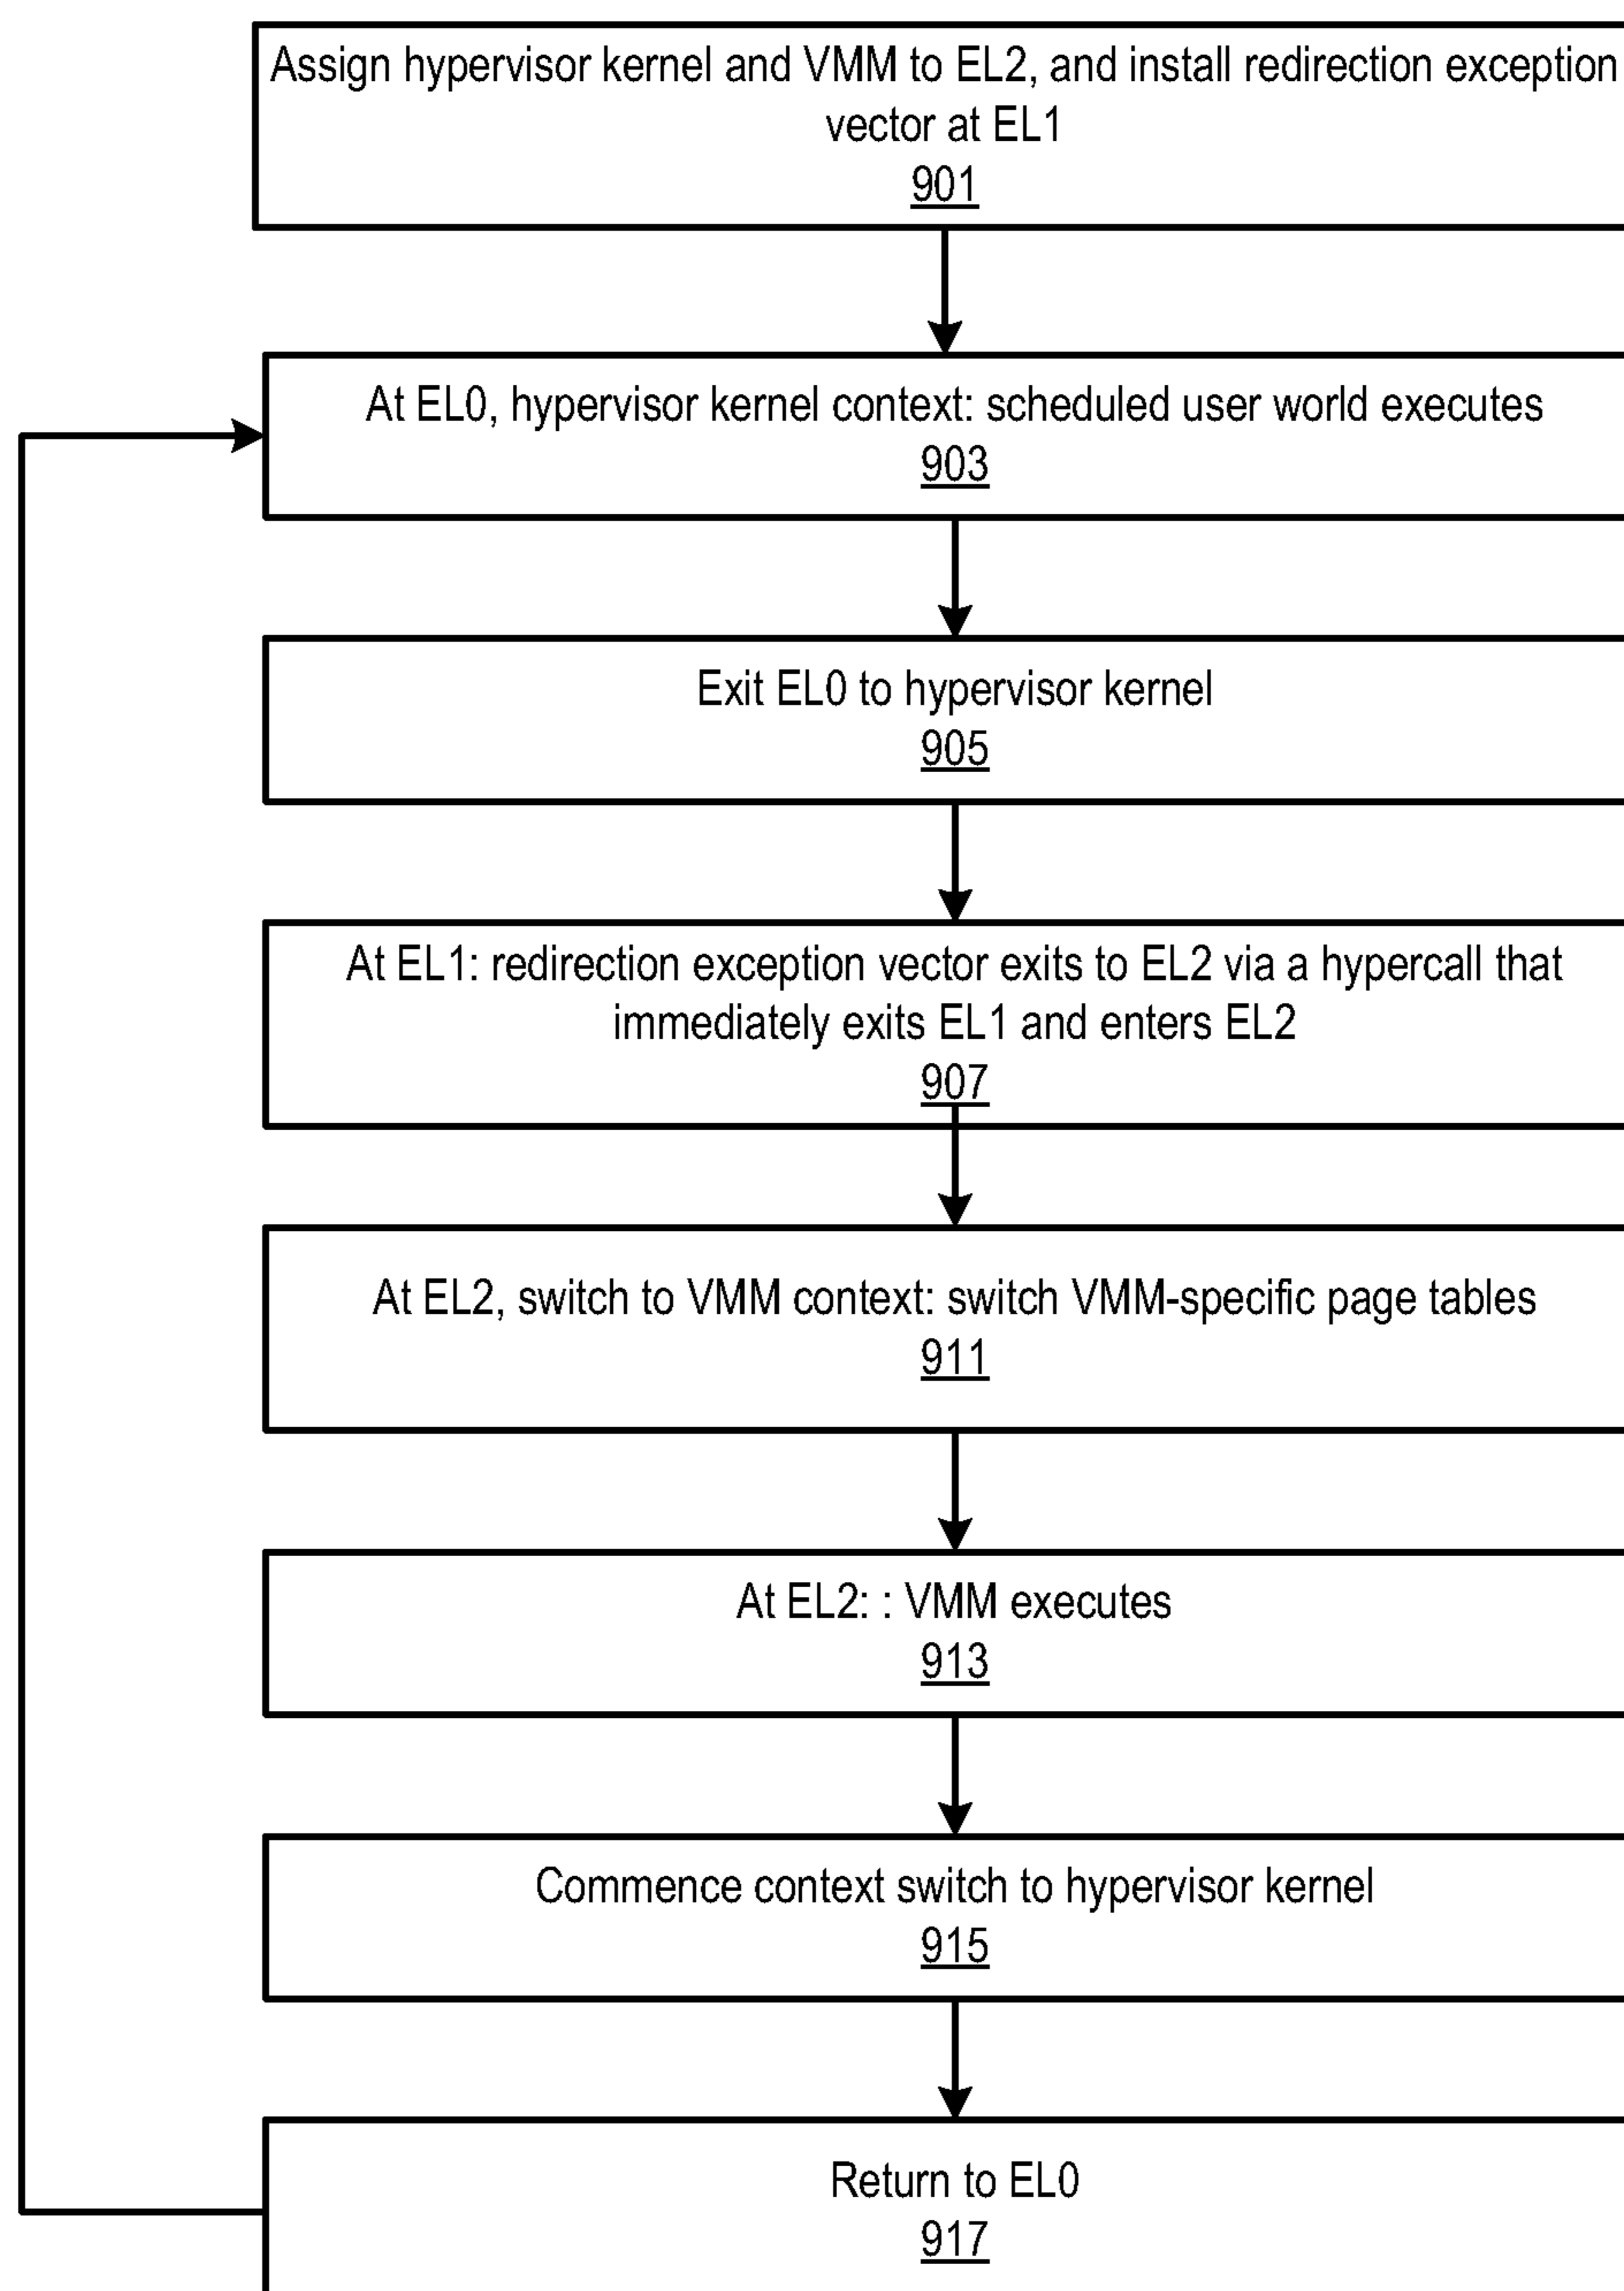 Assign hypervisor kernel and VMM to EL2, and install redirection exception
vector at EL1
901
At EL0, hypervisor kernel context: scheduled user world executes
903
Exit EL0 to hypervisor kernel
905
At EL1: redirection exception vector exits to EL2 via a hypercall that
immediately exits EL1 and enters EL2
907
At EL2, switch to VMM context: switch VMM-specific page tables
911
At EL2: : VMM executes
913
Commence context switch to hypervisor kernel
915
Return to EL0
917